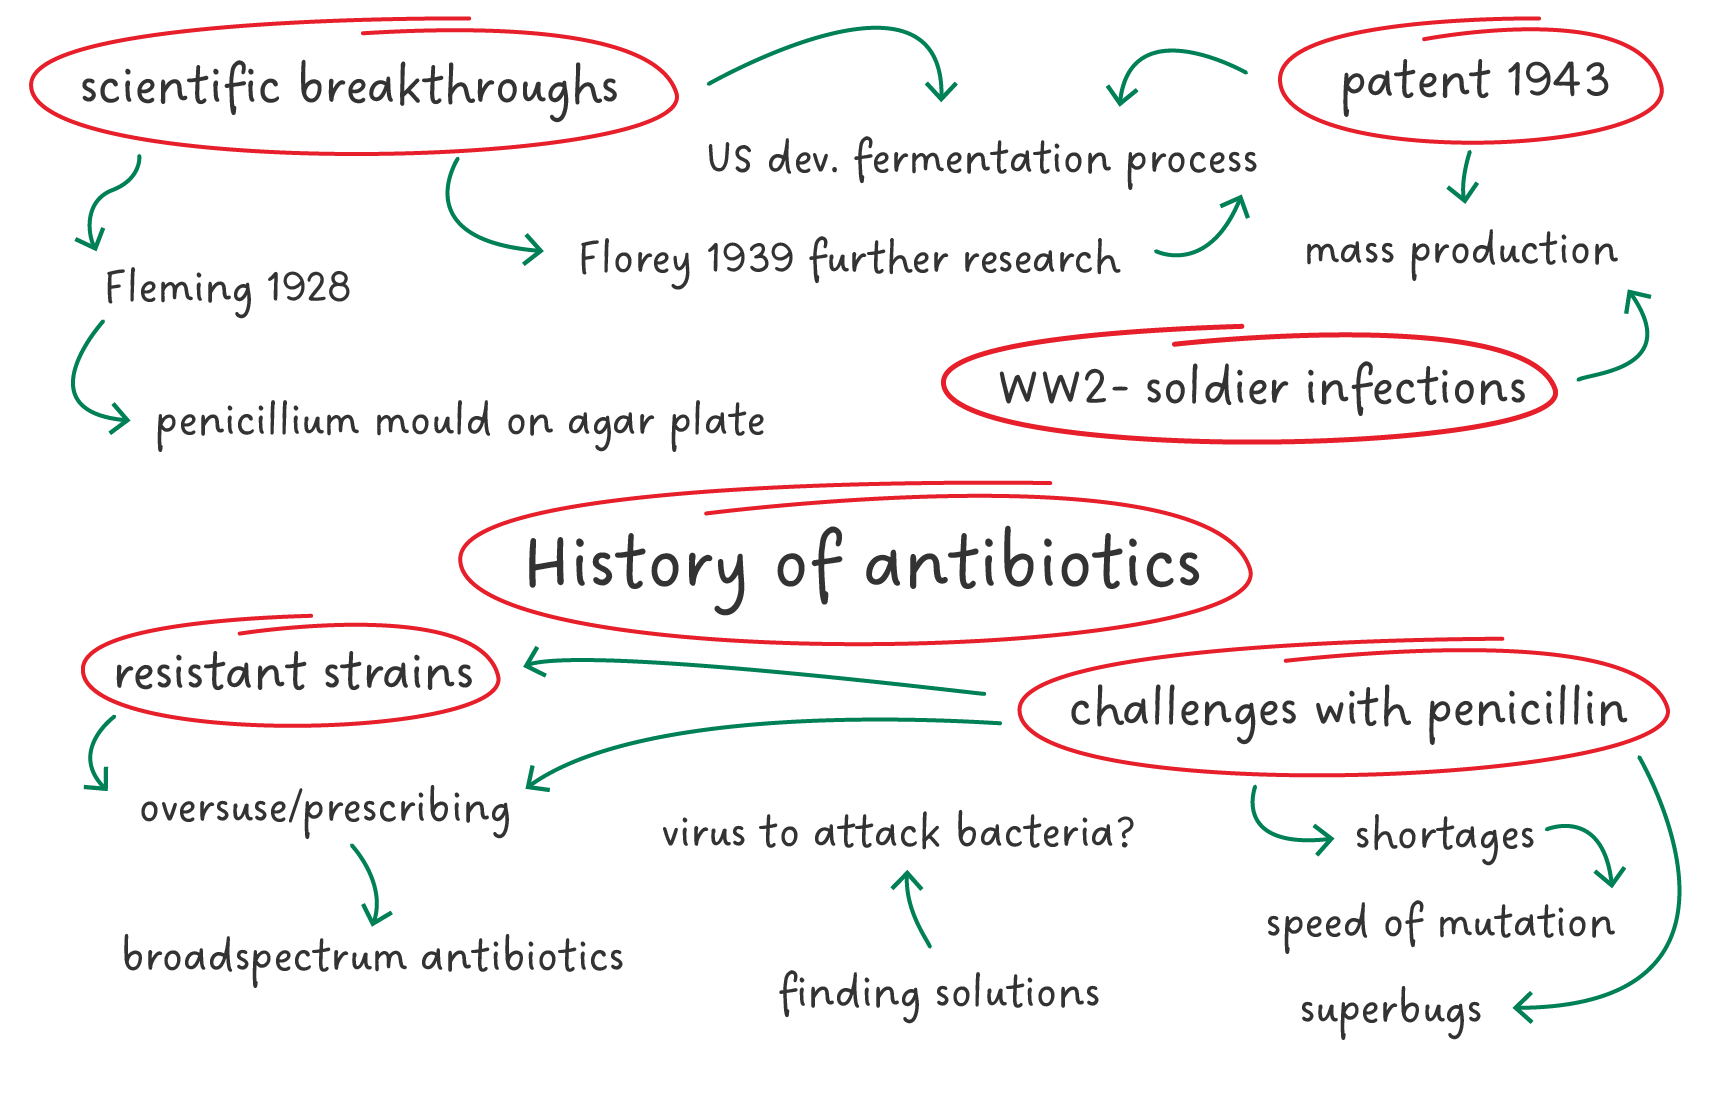 scientific breakthroughs
patent 1943
US dev. fermentation process
Florey 1939 further research
mass production
Fleming 1928
WW2- soldier infections
penicillium mould on agar plate
History of antibiotics
resistant strains
challenges with penicillin
oversuse/prescribing
virus to attack bacteria?
shortages
speed of mutation
broadspectrum antibiotics
finding solutions
superbugs